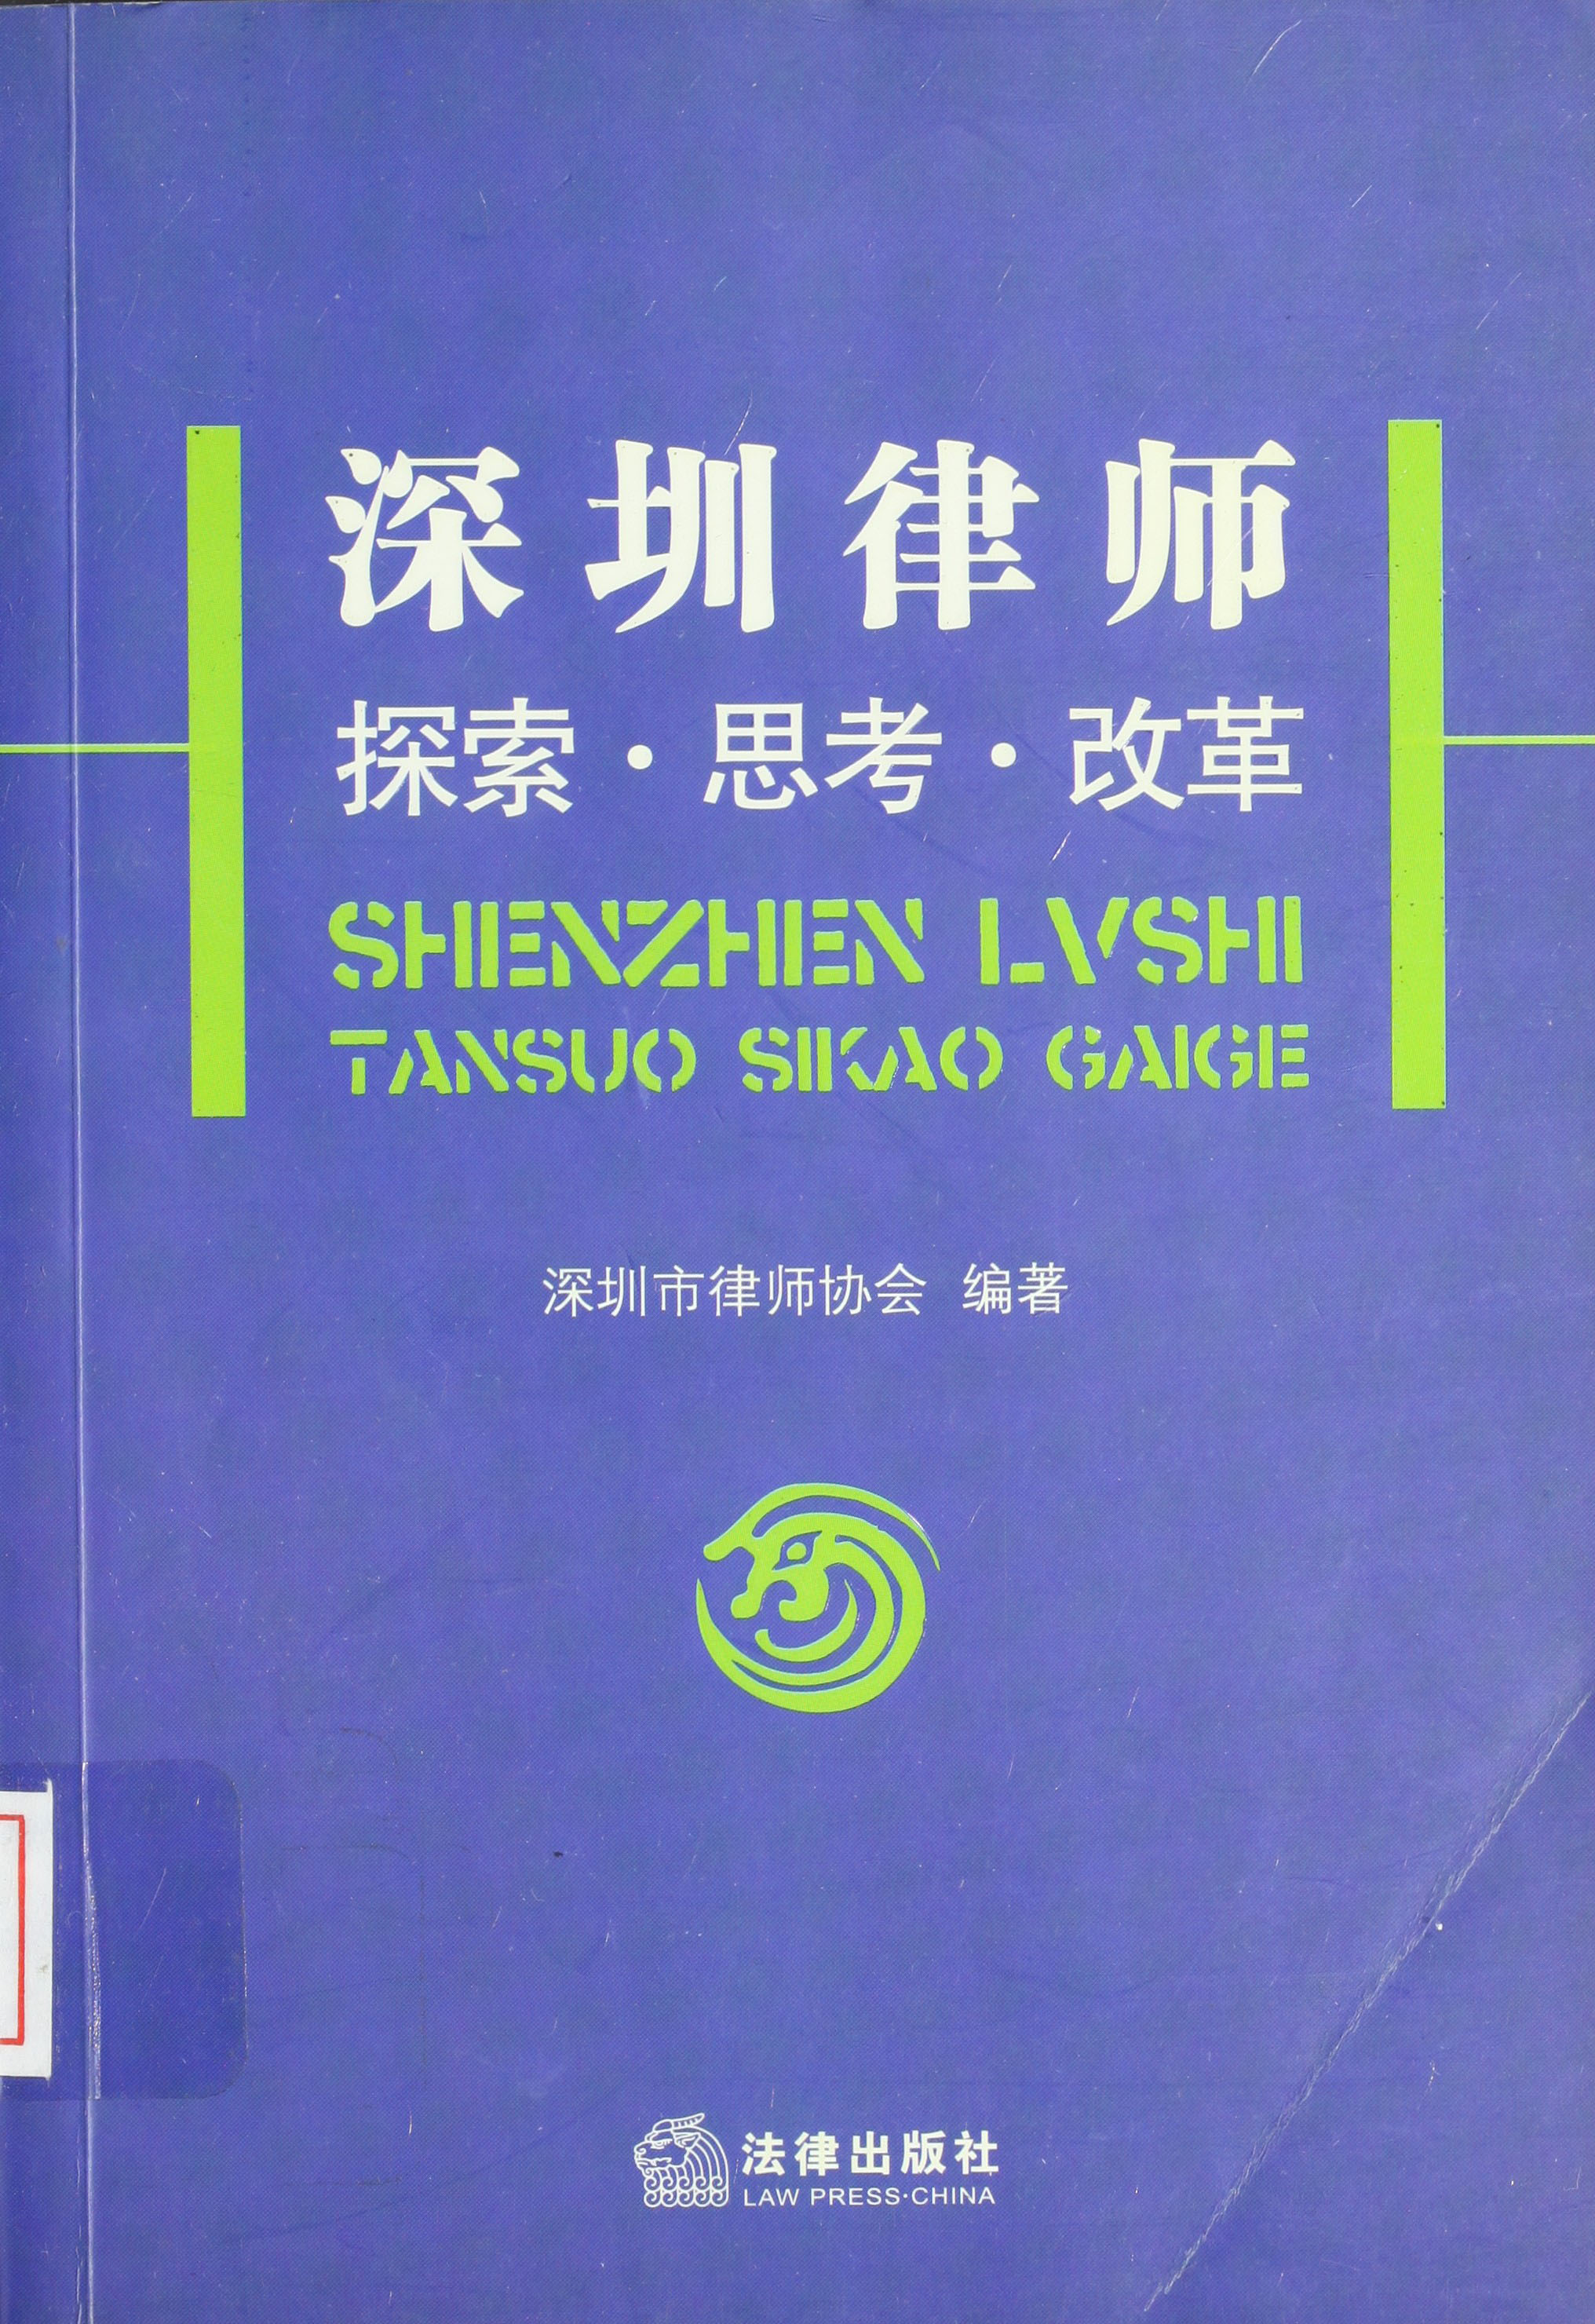 深圳律师
探索·思考·改革
SHENZHEN LVSHI
TANSUO SIKAO GAIGE
深圳市律师协会 编著
法律出版社
LAW PRESS·CHINA